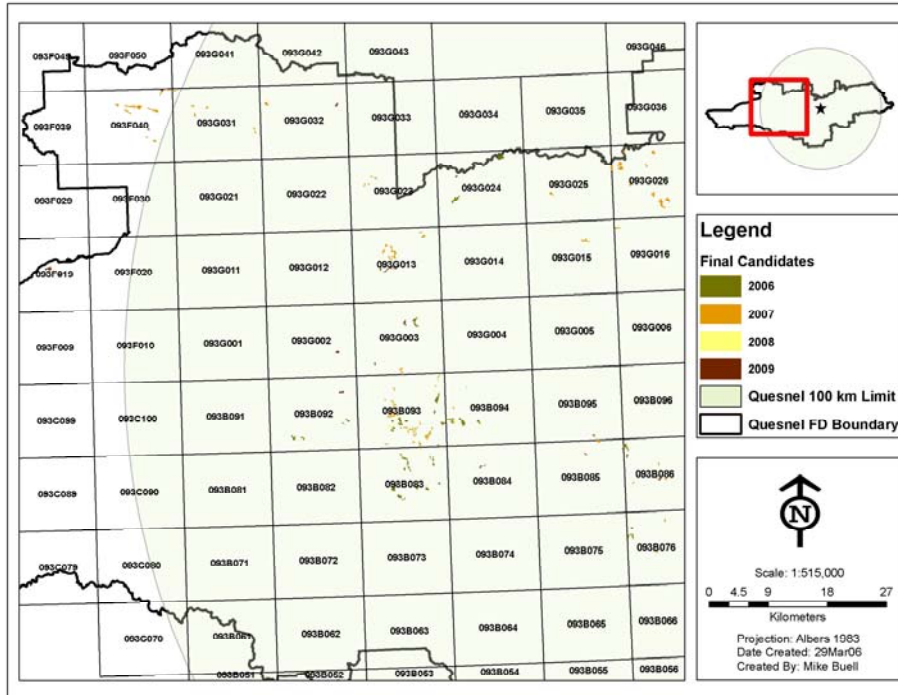 093F049 093F050 093G041 093G042 093G043 093G046
093F039 093F040 093G031 093G032 093G033 093G034 093G035 093G036
093F029 093F030 093G021 093G022 093G023 093G024 093G025 093G026
093F019 093F020 093G011 093G012 093G013 093G014 093G015 093G016
093F009 093F010 093G001 093G002 093G003 093G004 093G005 093G006
093C099 093C100 093B091 093B092 093B093 093B094 093B095 093B096
093C089 093C090 093B081 093B082 093B083 093B084 093B085 093B086
093C079 093C080 093B071 093B072 093B073 093B074 093B075 093B076
093C070 093B061 093B062 093B063 093B064 093B065 093B066
093B051 093B052 093B053 093B054 093B055 093B056
Legend
Final Candidates
2006
2007
2008
2009
Quesnel 100 km Limit
Quesnel FD Boundary
N
Scale: 1:515,000
0 4.5 9 18 27
Kilometers
Projection: Albers 1983
Date Created: 29Mar06
Created By: Mike Buell